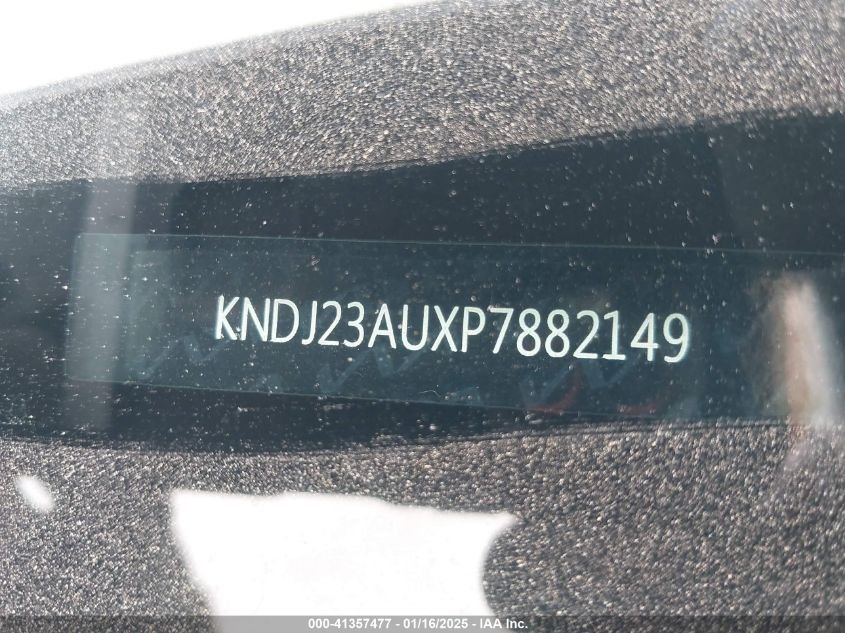 KNDJ23AUXP7882149
000-41357477 - 01/16/2025 - IAA Inc.